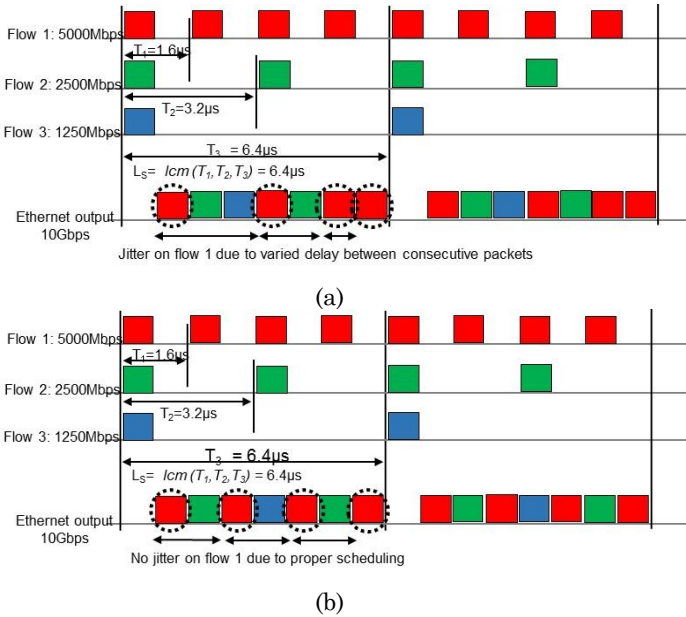 Flow 1: 5000Mbps
T1=1.6µs
Flow 2: 2500Mbps
T2=3.2µs
Flow 3: 1250Mbps
T3 = 6.4µs
LS= lcm (T1,T2,T3) = 6.4µs
Ethernet output
10Gbps
Jitter on flow 1 due to varied delay between consecutive packets
(a)
Flow 1: 5000Mbps
T1=1.6µs
Flow 2: 2500Mbps
T2=3.2µs
Flow 3: 1250Mbps
T3 = 6.4µs
LS= lcm (T1,T2,T3) = 6.4µs
Ethernet output
10Gbps
No jitter on flow 1 due to proper scheduling
(b)